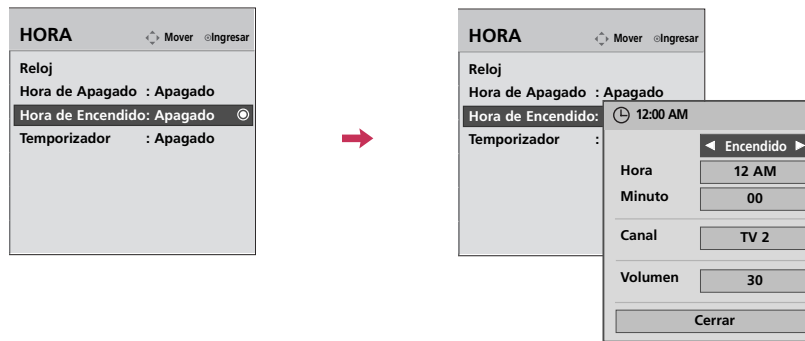 HORA Mover Ingresar
Reloj
Hora de Apagado : Apagado
Hora de Encendido: Apagado
Temporizador : Apagado
HORA Mover Ingresar
Reloj
Hora de Apagado : Apagado
Hora de Encendido:
Temporizador :
12:00 AM
◀ Encendido ▶
Hora 12 AM
Minuto 00
Canal TV 2
Volumen 30
Cerrar